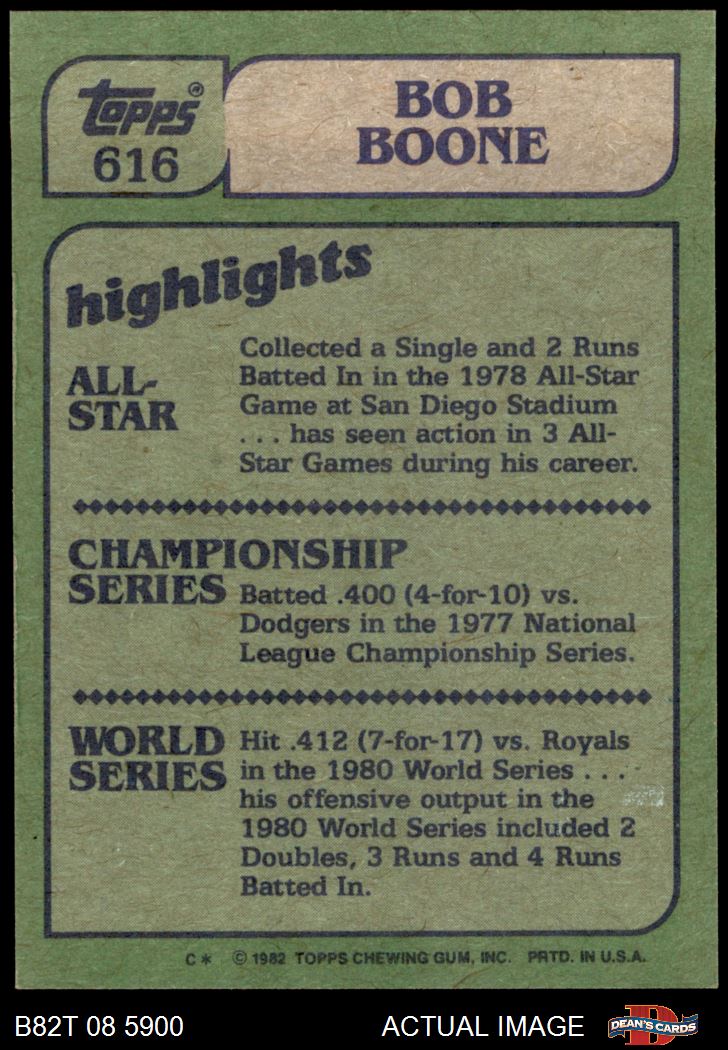 topps®
616
BOB
BOONE
highlights
ALL-
STAR
Collected a Single and 2 Runs
Batted In in the 1978 All-Star
Game at San Diego Stadium
. . . has seen action in 3 All-
Star Games during his career.
CHAMPIONSHIP
SERIES
Batted .400 (4-for-10) vs.
Dodgers in the 1977 National
League Championship Series.
WORLD
SERIES
Hit .412 (7-for-17) vs. Royals
in the 1980 World Series . . .
his offensive output in the
1980 World Series included 2
Doubles, 3 Runs and 4 Runs
Batted In.
C* © 1982 TOPPS CHEWING GUM, INC. PRTD. IN U.S.A.
B82T 08 5900 ACTUAL IMAGE
D
DEAN'S CARDS